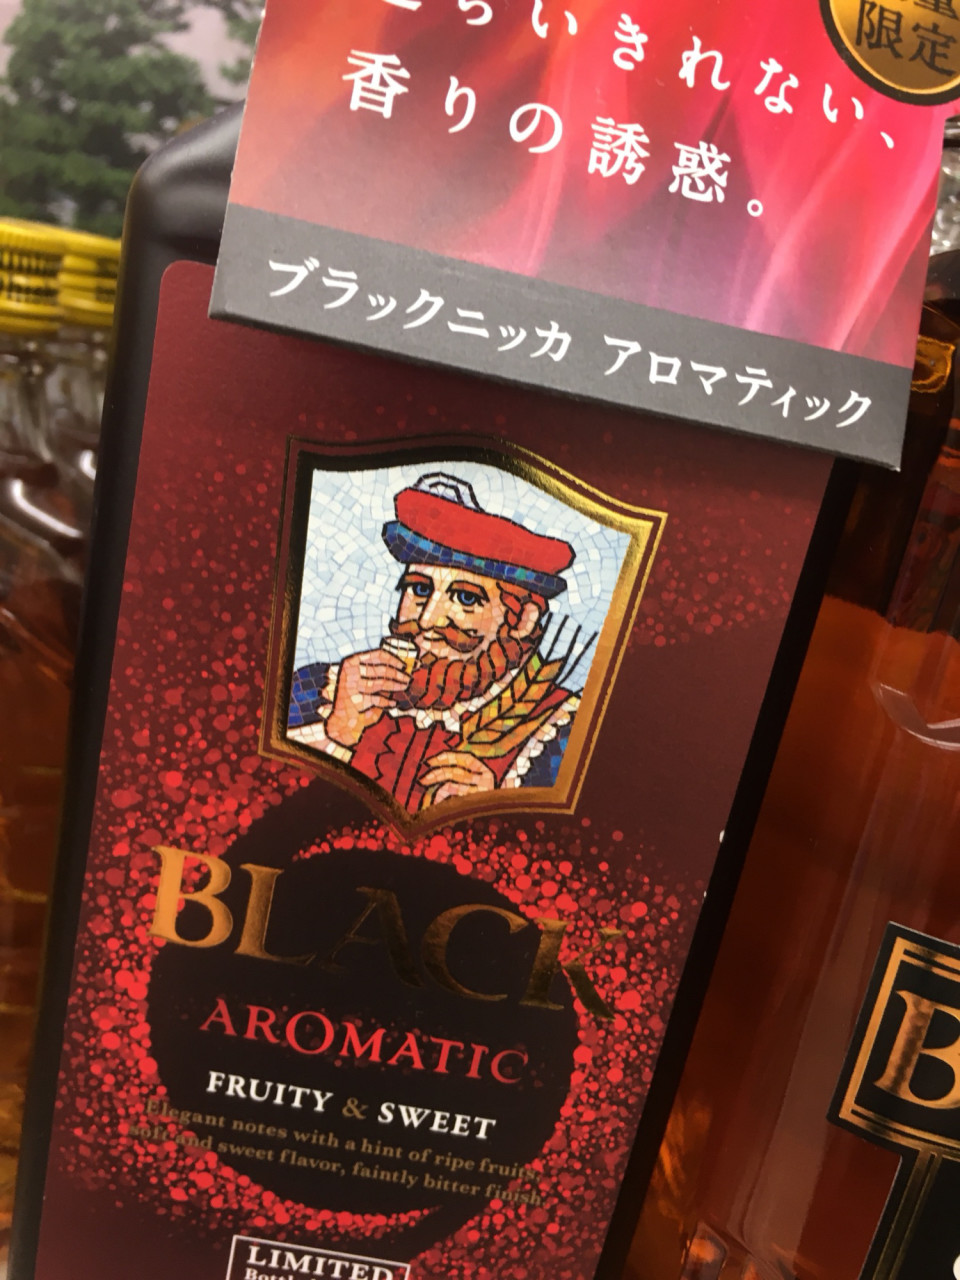 らいきれない、
限定
香りの誘惑。
ブラックニッカ アロマティック
BLACK
AROMATIC
FRUITY & SWEET
Elegant notes with a hint of ripe fruits,
soft and sweet flavor, faintly bitter finish.
LIMITED
B